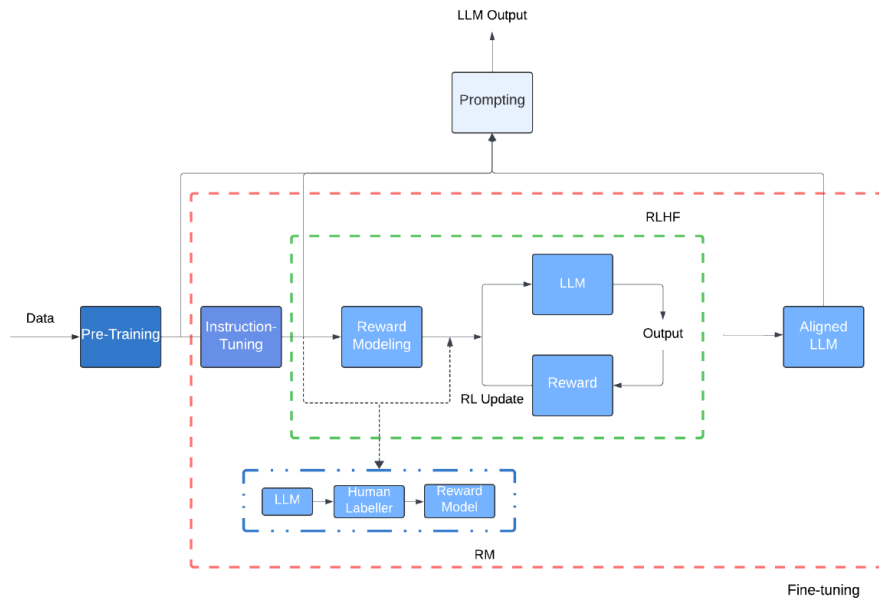 LLM Output
Prompting
RLHF
LLM
Data
Pre-Training
Instruction-
Tuning
Reward
Modeling
Output
Aligned
LLM
Reward
RL Update
LLM
Human
Labeller
Reward
Model
RM
Fine-tuning